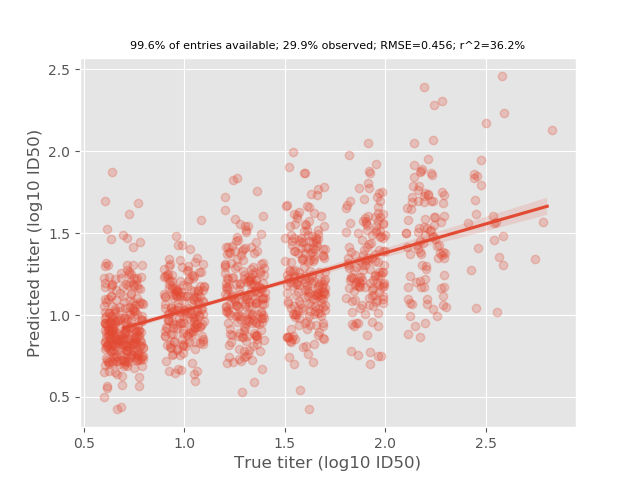 99.6% of entries available; 29.9% observed; RMSE=0.456; r^2=36.2%
2.5
2.0
1.5
1.0
0.5
Predicted titer (log10 ID50)
0.5 1.0 1.5 2.0 2.5
True titer (log10 ID50)